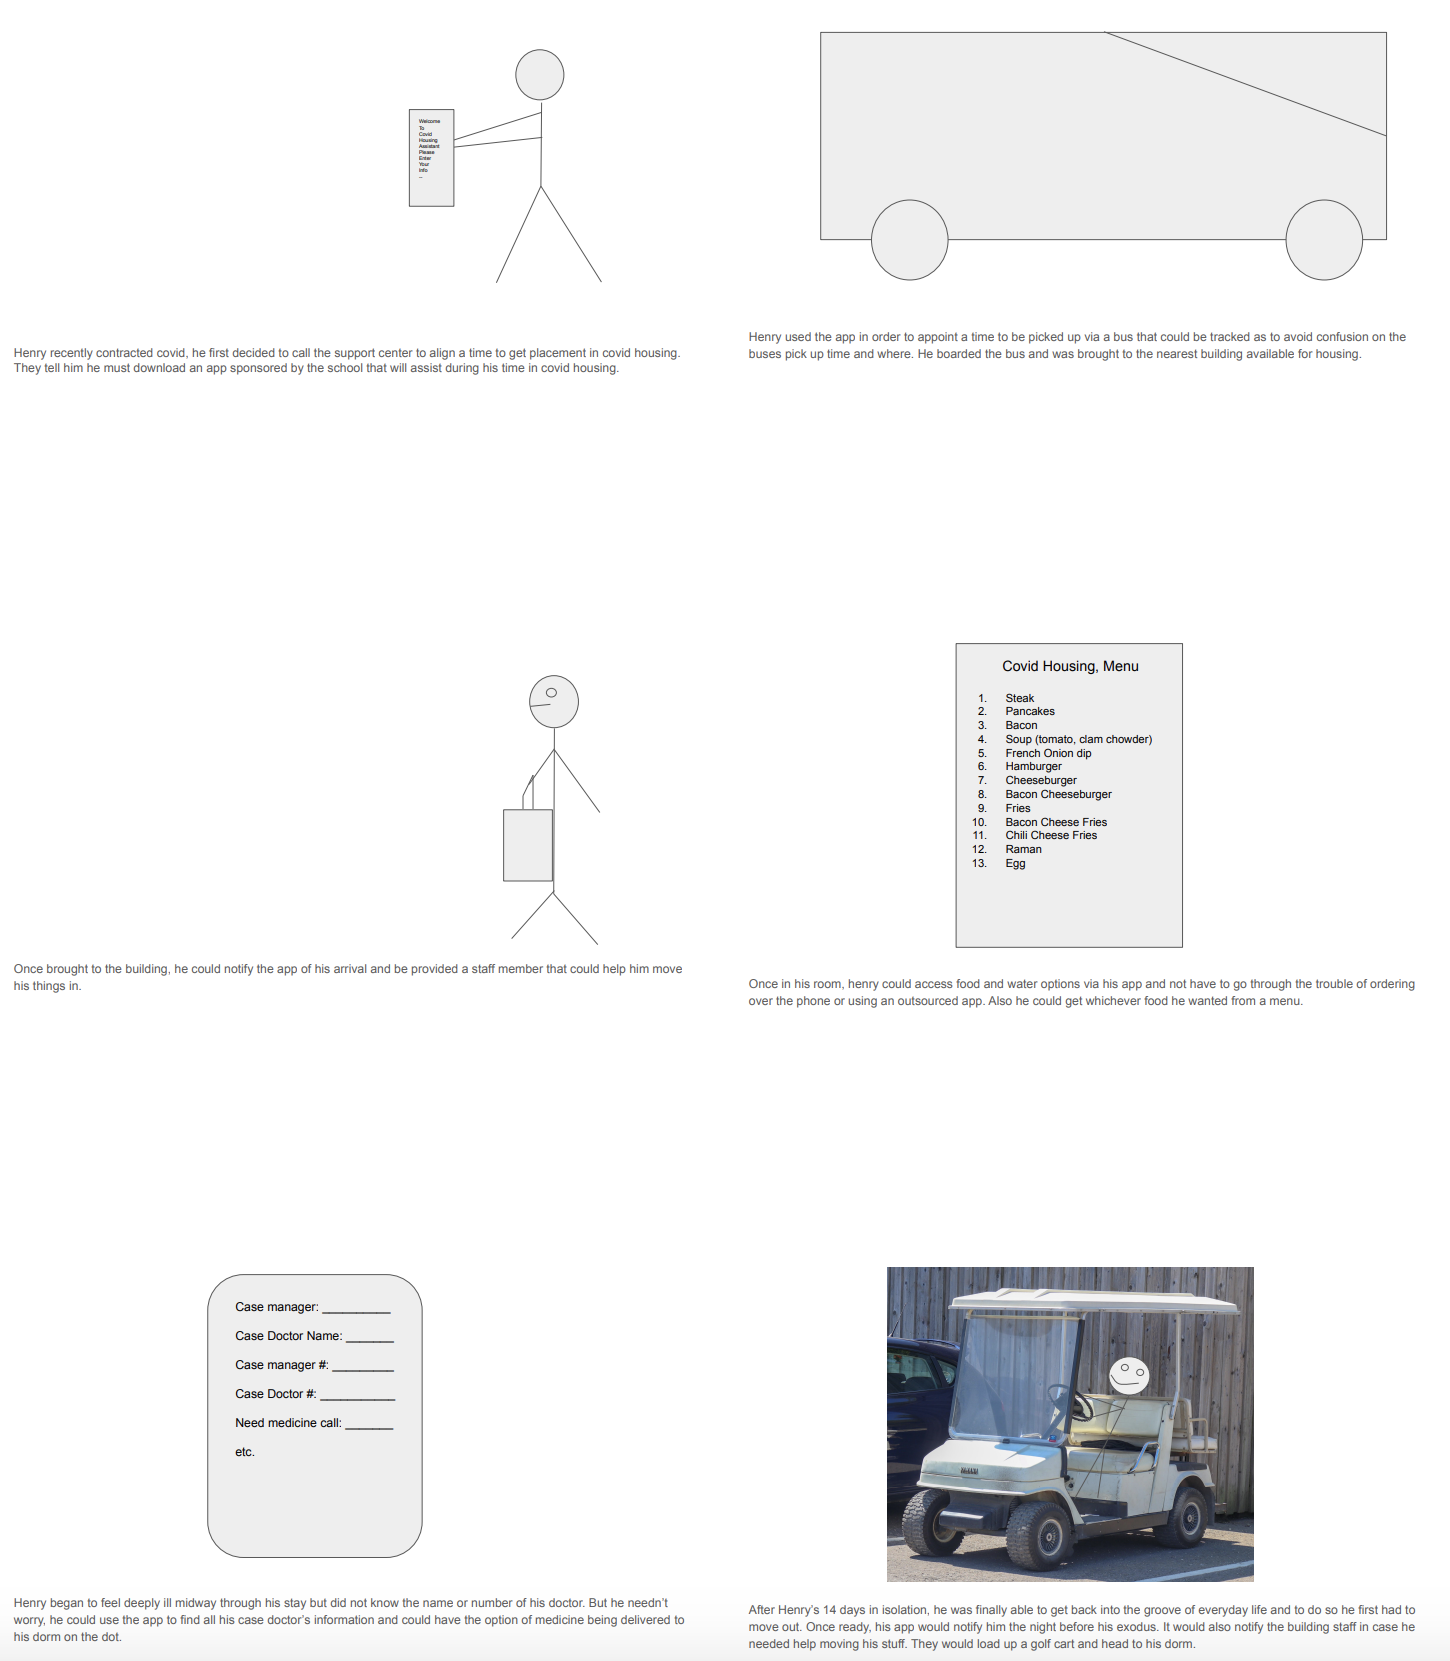 Welcome
To
Covid
Housing
Assistant
Please
Enter
Your
Info
...
Henry recently contracted covid, he first decided to call the support center to align a time to get placement in covid housing.
They tell him he must download an app sponsored by the school that will assist during his time in covid housing.
Henry used the app in order to appoint a time to be picked up via a bus that could be tracked as to avoid confusion on the
buses pick up time and where. He boarded the bus and was brought to the nearest building available for housing.
Once brought to the building, he could notify the app of his arrival and be provided a staff member that could help him move
his things in.
Covid Housing, Menu
1. Steak
2. Pancakes
3. Bacon
4. Soup (tomato, clam chowder)
5. French Onion dip
6. Hamburger
7. Cheeseburger
8. Bacon Cheeseburger
9. Fries
10. Bacon Cheese Fries
11. Chili Cheese Fries
12. Raman
13. Egg
Once in his room, henry could access food and water options via his app and not have to go through the trouble of ordering
over the phone or using an outsourced app. Also he could get whichever food he wanted from a menu.
Case manager: __________
Case Doctor Name: _______
Case manager #: _________
Case Doctor #: ___________
Need medicine call: _______
etc.
Henry began to feel deeply ill midway through his stay but did not know the name or number of his doctor. But he needn't
worry, he could use the app to find all his case doctor's information and could have the option of medicine being delivered to
his dorm on the dot.
After Henry's 14 days in isolation, he was finally able to get back into the groove of everyday life and to do so he first had to
move out. Once ready, his app would notify him the night before his exodus. It would also notify the building staff in case he
needed help moving his stuff. They would load up a golf cart and head to his dorm.